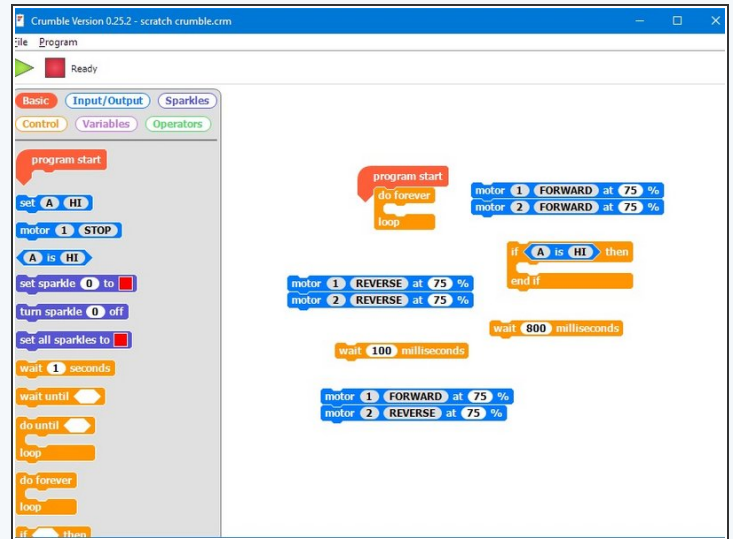 Crumble Version 0.25.2 - scratch crumble.crm
File Program
Ready
Basic Input/Output Sparkles
Control Variables Operators
program start
set A HI
motor 1 STOP
A is HI
set sparkle 0 to
turn sparkle 0 off
set all sparkles to
wait 1 seconds
wait until
do until
loop
do forever
loop
if then
program start
do forever
loop
motor 1 FORWARD at 75 %
motor 2 FORWARD at 75 %
if A is HI then
end if
motor 1 REVERSE at 75 %
motor 2 REVERSE at 75 %
wait 800 milliseconds
wait 100 milliseconds
motor 1 FORWARD at 75 %
motor 2 REVERSE at 75 %